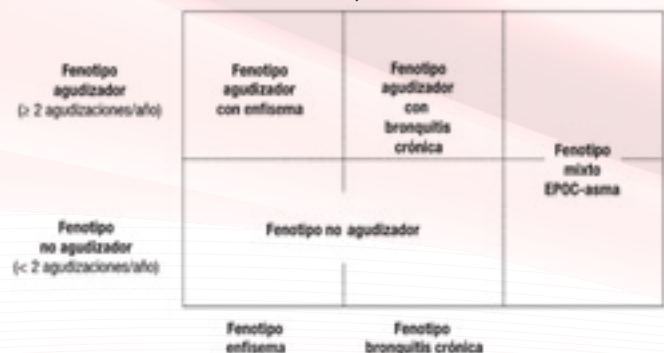 Fenotipo
agudizador
(≥ 2 agudizaciones/año)
Fenotipo
agudizador
con enfisema
Fenotipo
agudizador
con
bronquitis
crónica
Fenotipo
mixto
EPOC-asma
Fenotipo
no agudizador
(< 2 agudizaciones/año)
Fenotipo no agudizador
Fenotipo
enfisema
Fenotipo
bronquitis crónica